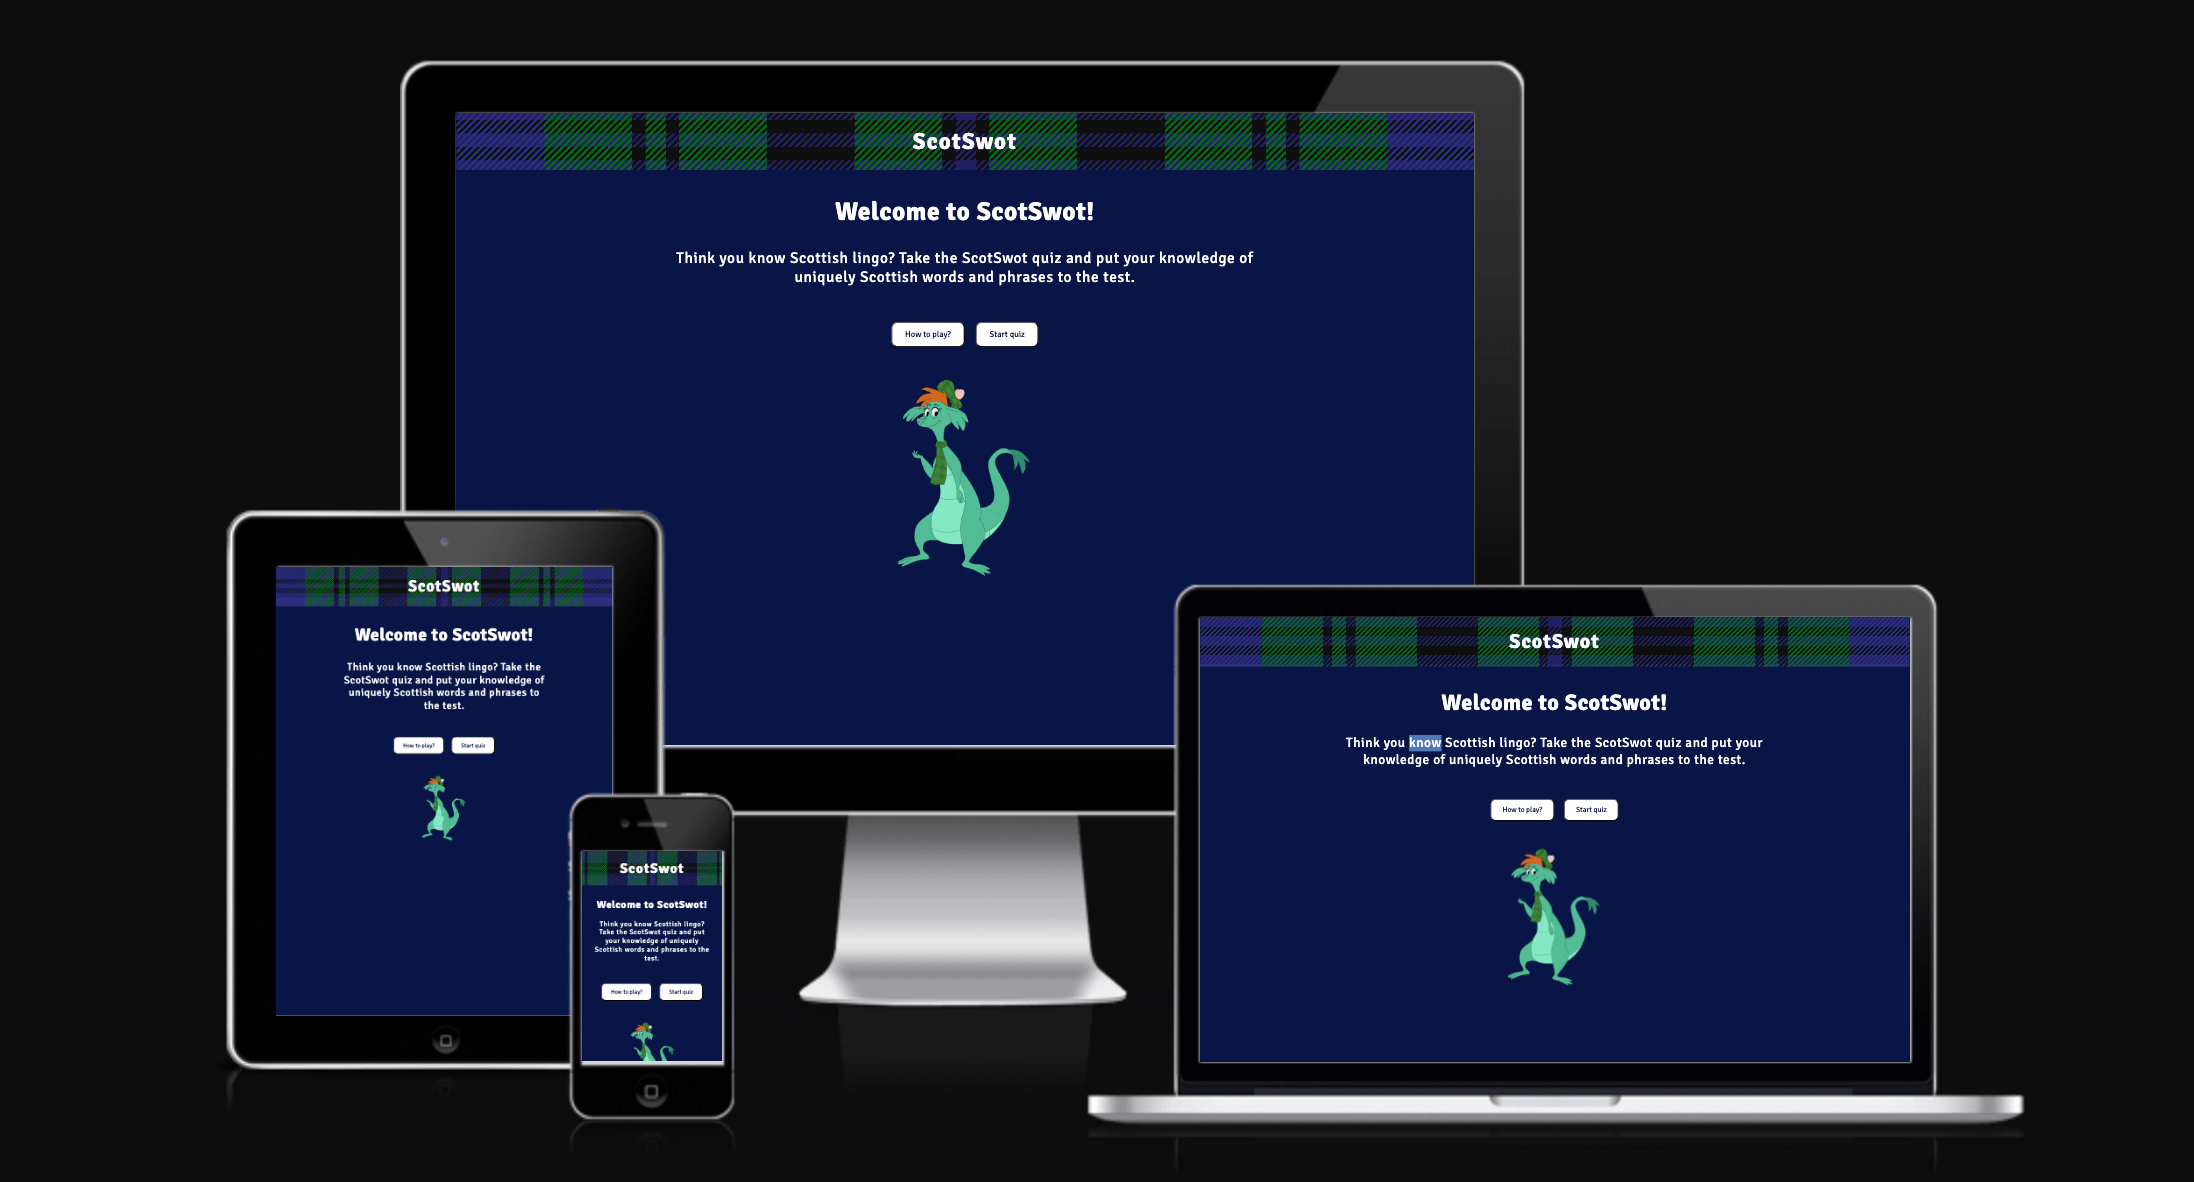 ScotSwot
Welcome to ScotSwot!
Think you know Scottish lingo? Take the ScotSwot quiz and put your knowledge of
uniquely Scottish words and phrases to the test.
How to play?
Start quiz
ScotSwot
Welcome to ScotSwot!
Think you know Scottish lingo? Take the
ScotSwot quiz and put your knowledge of
uniquely Scottish words and phrases to
the test.
How to play?
Start quiz
ScotSwot
Welcome to ScotSwot!
Think you know Scottish lingo?
Take the ScotSwot quiz and put
your knowledge of uniquely
Scottish words and phrases to the
test.
How to play?
Start quiz
ScotSwot
Welcome to ScotSwot!
Think you know Scottish lingo? Take the ScotSwot quiz and put your
knowledge of uniquely Scottish words and phrases to the test.
How to play?
Start quiz